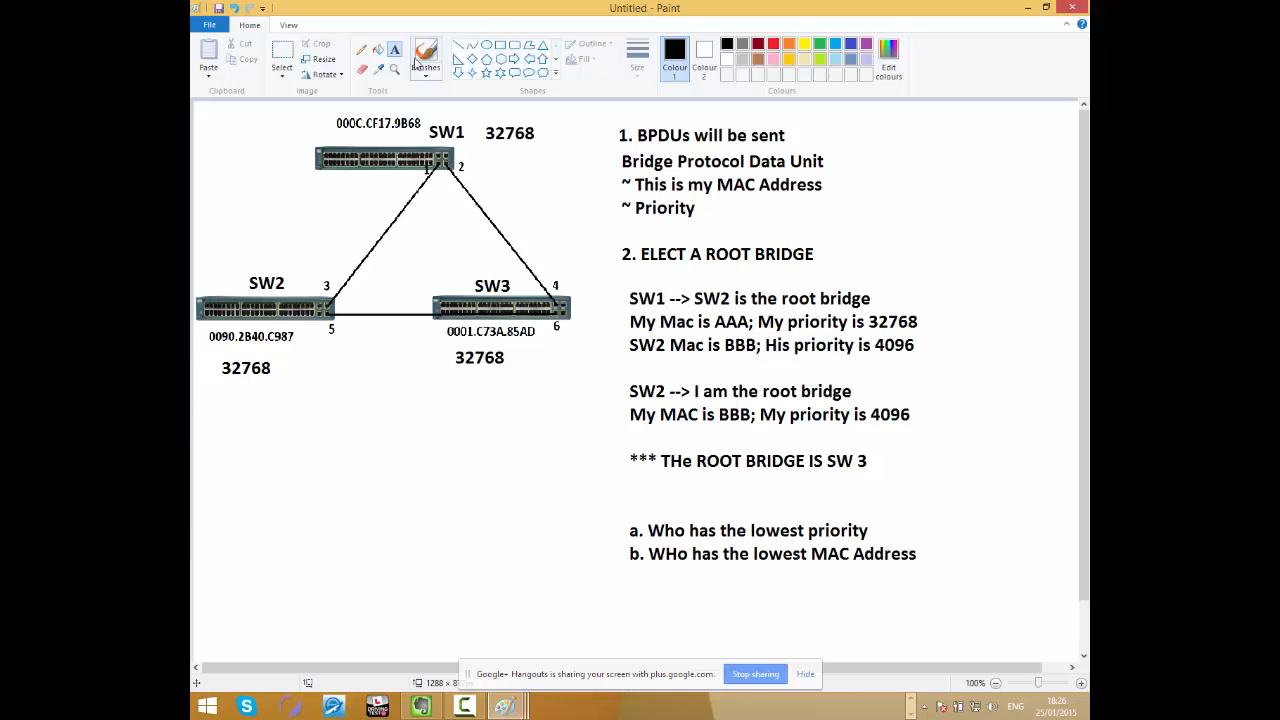 Untitled - Paint
File
Home
View
Paste
Cut
Copy
Clipboard
Select
Crop
Resize
Rotate
Image
Tools
Brushes
Outline
Fill
Shapes
Size
Colour 1
Colour 2
Edit colours
Colours
000C.CF17.9B68
SW1 32768
1 2
SW2 3
SW3 4
5
6
0090.2B40.C987
0001.C73A.85AD
32768
32768
1. BPDUs will be sent
Bridge Protocol Data Unit
~ This is my MAC Address
~ Priority
2. ELECT A ROOT BRIDGE
SW1 --> SW2 is the root bridge
My Mac is AAA; My priority is 32768
SW2 Mac is BBB; His priority is 4096
SW2 --> I am the root bridge
My MAC is BBB; My priority is 4096
*** THe ROOT BRIDGE IS SW 3
a. Who has the lowest priority
b. WHo has the lowest MAC Address
Google+ Hangouts is sharing your screen with plus.google.com.
Stop sharing
Hide
100%
ENG
18:26
25/01/2015